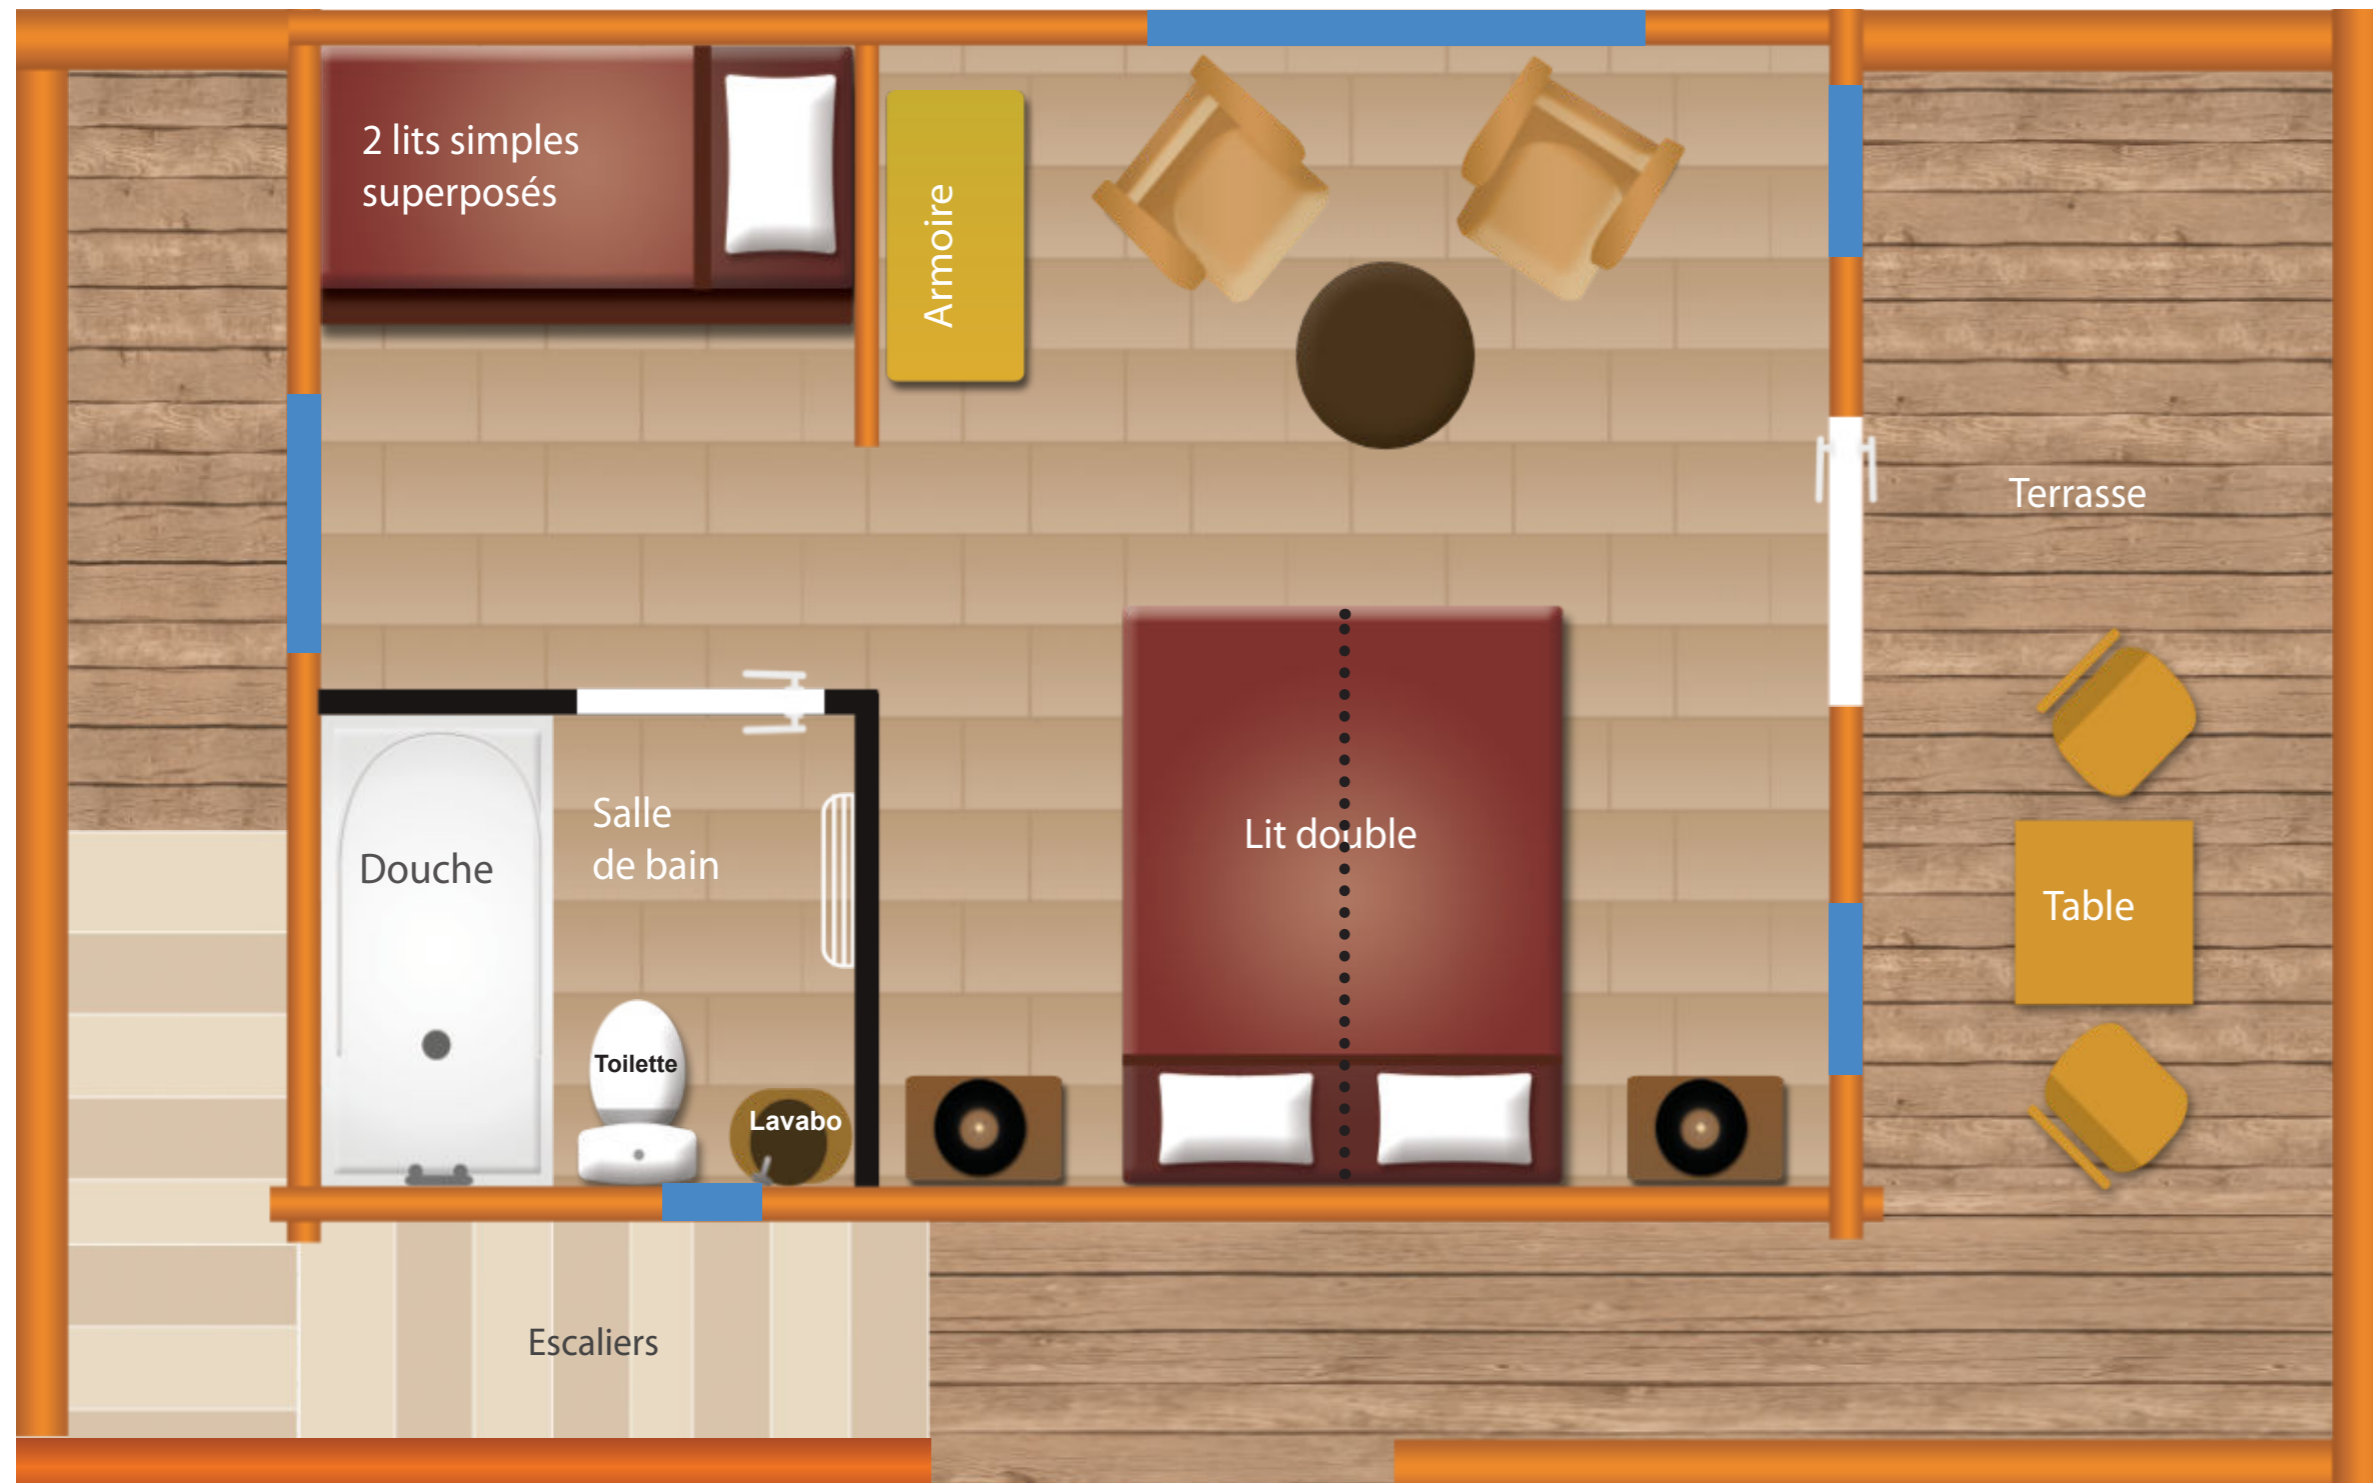 2 lits simples
superposés
Armoire
Terrasse
Salle
de bain
Douche
Lit double
Table
Toilette
Lavabo
Escaliers